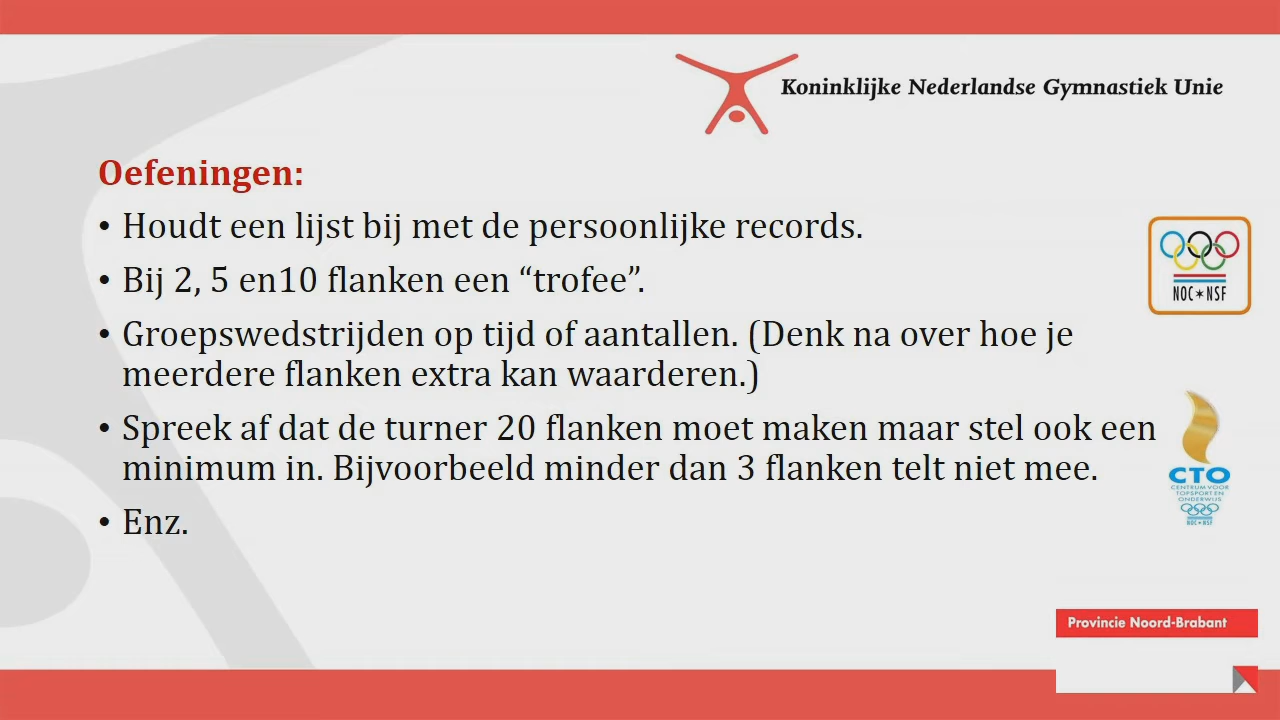 Koninklijke Nederlandse Gymnastiek Unie
Oefeningen:
• Houdt een lijst bij met de persoonlijke records.
• Bij 2, 5 en10 flanken een “trofee”.
• Groepswedstrijden op tijd of aantallen. (Denk na over hoe je
meerdere flanken extra kan waarderen.)
• Spreek af dat de turner 20 flanken moet maken maar stel ook een
minimum in. Bijvoorbeeld minder dan 3 flanken telt niet mee.
• Enz.
NOC✶NSF
CTO
CENTRUM VOOR
TOPSPORT EN
ONDERWIJS
NOC✶NSF
Provincie Noord-Brabant